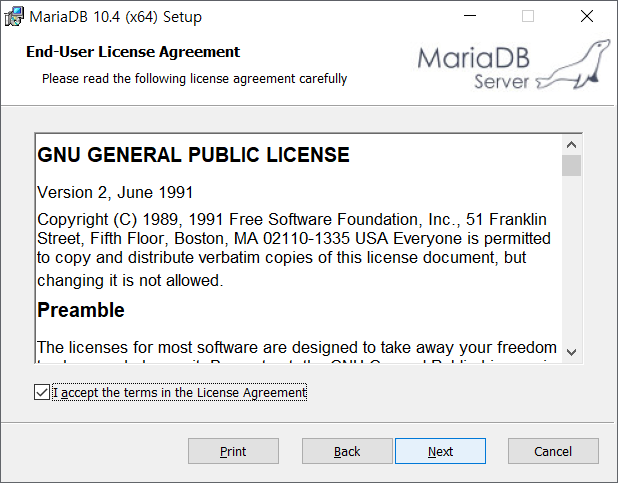 MariaDB 10.4 (x64) Setup
End-User License Agreement
Please read the following license agreement carefully
MariaDB
Server
GNU GENERAL PUBLIC LICENSE
Version 2, June 1991
Copyright (C) 1989, 1991 Free Software Foundation, Inc., 51 Franklin
Street, Fifth Floor, Boston, MA 02110-1335 USA Everyone is permitted
to copy and distribute verbatim copies of this license document, but
changing it is not allowed.
Preamble
The licenses for most software are designed to take away your freedom
I accept the terms in the License Agreement
Print
Back
Next
Cancel